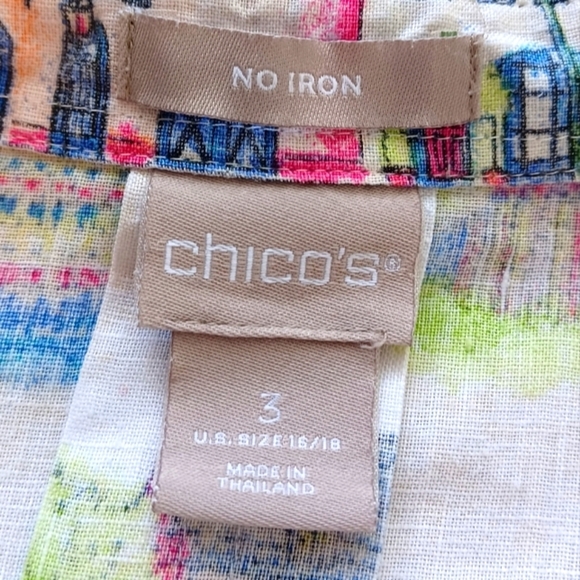 NO IRON
chico's®
3
U.S. SIZE 16/18
MADE IN
THAILAND